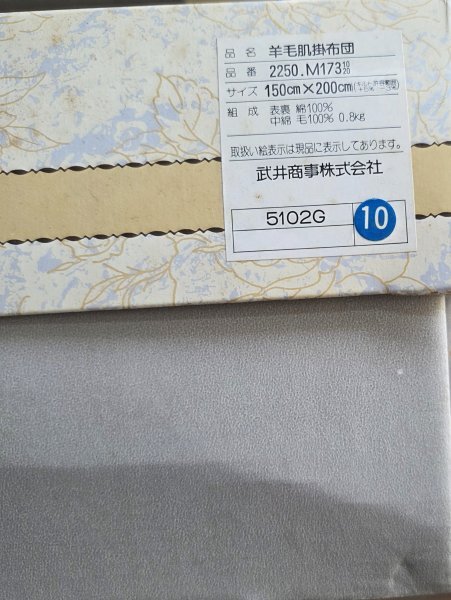 品名 羊毛肌掛布団
品番 2250.M173 10 20
サイズ 150cm×200cm
組成 表裏 綿100%
中綿 毛100% 0.8kg
取扱い絵表示は現品に表示してあります。
武井商事株式会社
5102G 10